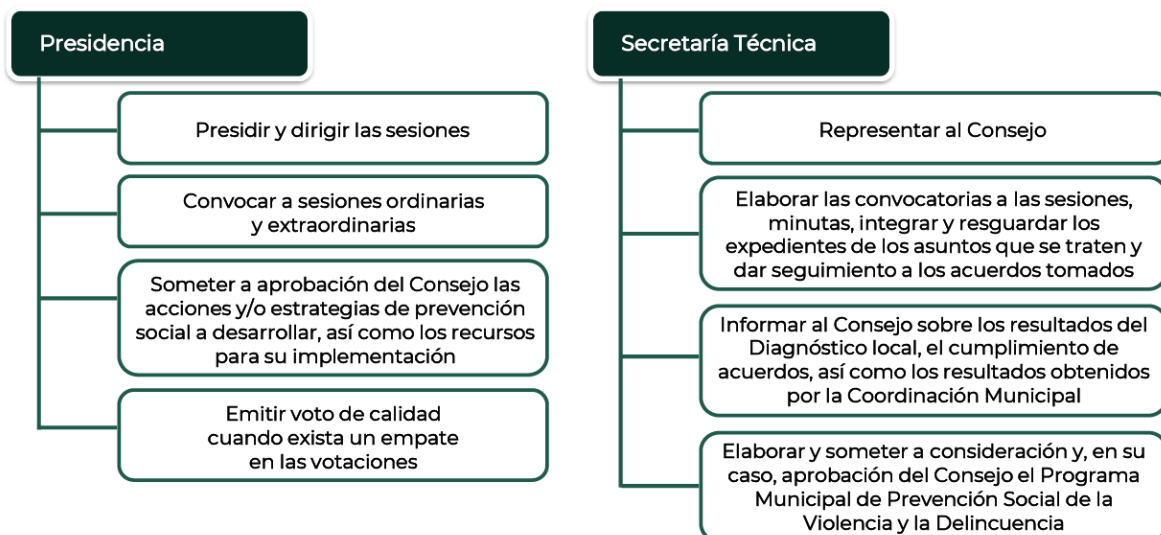 Presidencia
Presidir y dirigir las sesiones
Convocar a sesiones ordinarias
y extraordinarias
Someter a aprobación del Consejo las
acciones y/o estrategias de prevención
social a desarrollar, así como los recursos
para su implementación
Emitir voto de calidad
cuando exista un empate
en las votaciones
Secretaría Técnica
Representar al Consejo
Elaborar las convocatorias a las sesiones,
minutas, integrar y resguardar los
expedientes de los asuntos que se traten y
dar seguimiento a los acuerdos tomados
Informar al Consejo sobre los resultados del
Diagnóstico local, el cumplimiento de
acuerdos, así como los resultados obtenidos
por la Coordinación Municipal
Elaborar y someter a consideración y, en su
caso, aprobación del Consejo el Programa
Municipal de Prevención Social de la
Violencia y la Delincuencia